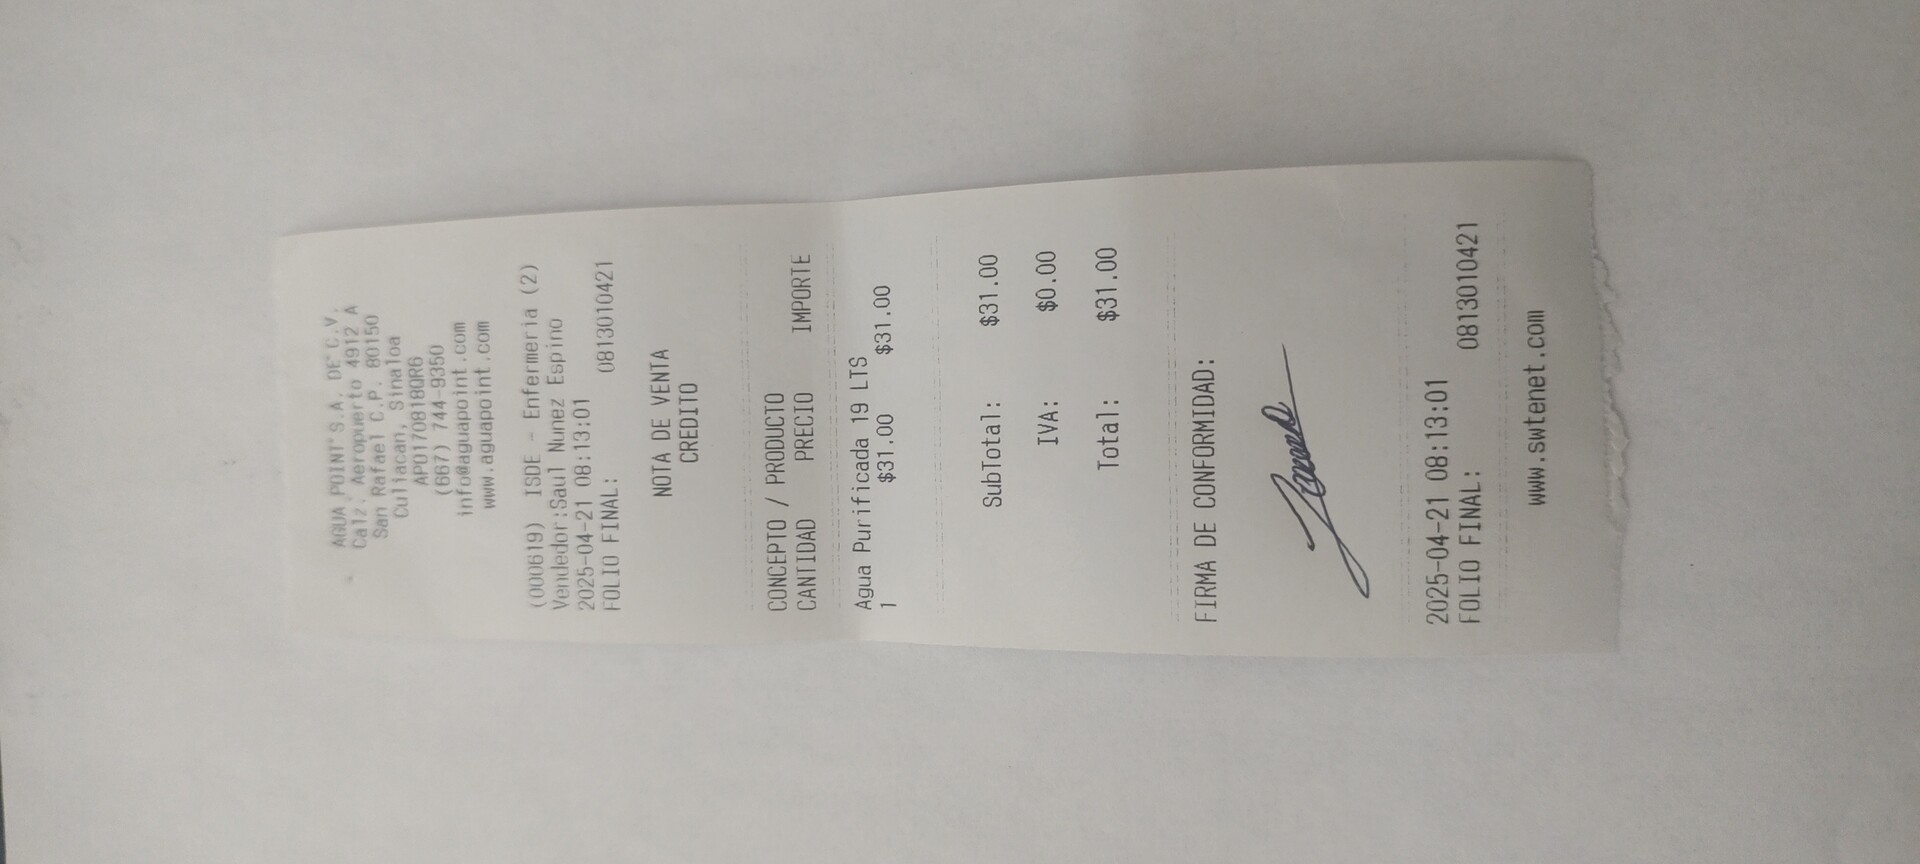 AGUA POINT S.A. DE C.V.
Calz. Aeropuerto 4912 A
San Rafael C.P. 80150
Culiacan, Sinaloa
APO170818QR6
(667) 744-9350
info@aguapoint.com
www.aguapoint.com
(000619) ISDE - Enfermeria (2)
Vendedor:Saul Nunez Espino
2025-04-21 08:13:01
FOLIO FINAL: 0813010421
NOTA DE VENTA
CREDITO
CONCEPTO / PRODUCTO
CANTIDAD PRECIO IMPORTE
Agua Purificada 19 LTS
1 $31.00 $31.00
SubTotal: $31.00
IVA: $0.00
Total: $31.00
FIRMA DE CONFORMIDAD:
2025-04-21 08:13:01
FOLIO FINAL: 0813010421
www.swtenet.com